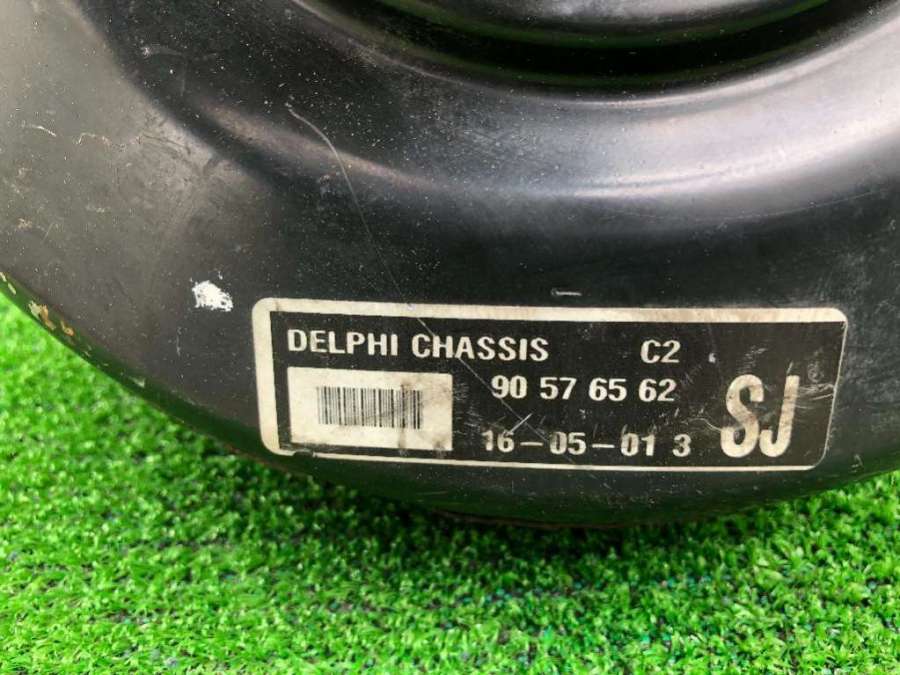 DELPHI CHASSIS C2
90 57 65 62
16-05-01 3
SJ